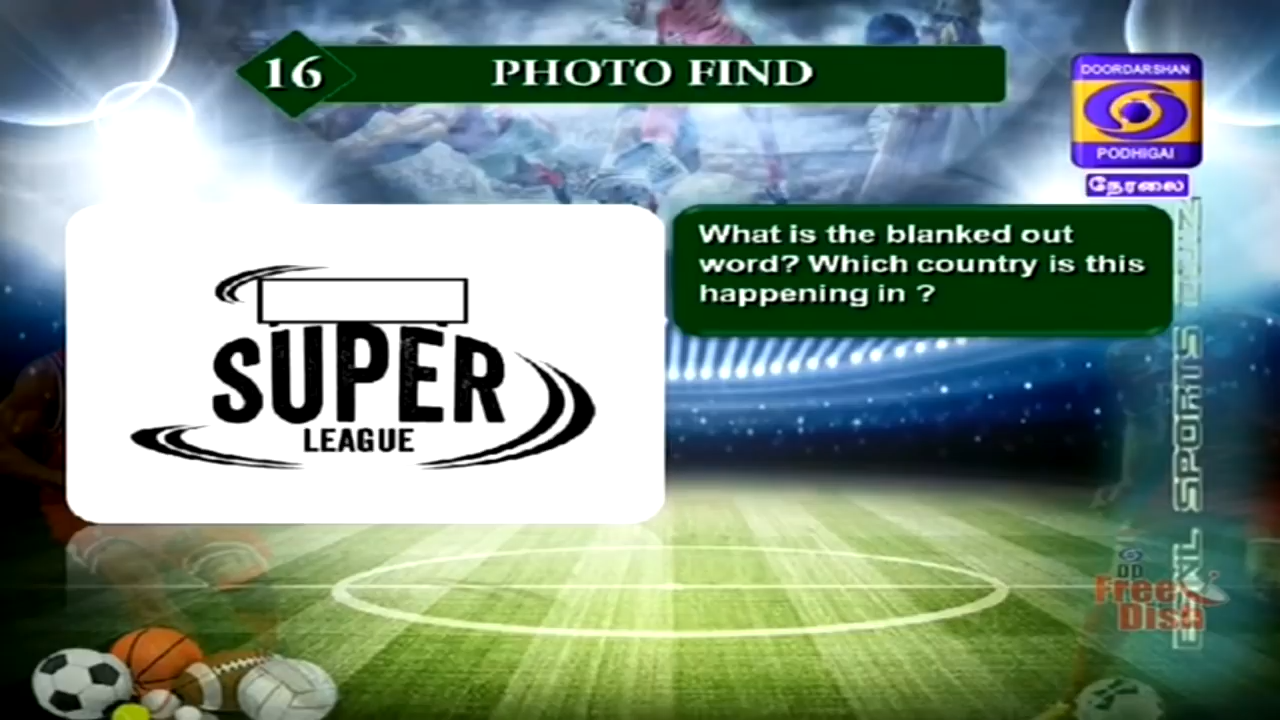 16
PHOTO FIND
DOORDARSHAN
PODHIGAI
நேரலை
What is the blanked out
word? Which country is this
happening in ?
SUPER
LEAGUE
DD
Free
Dish